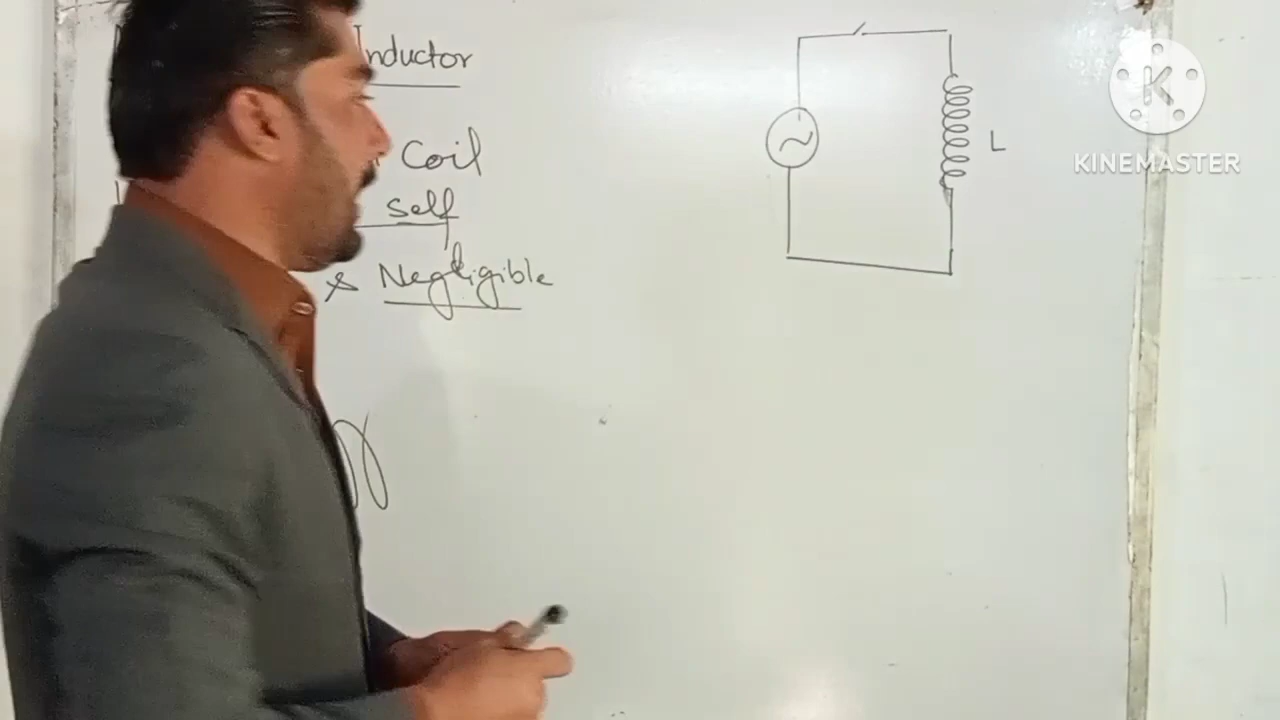 Inductor
Coil
self
& Negligible
L
K
KINEMASTER